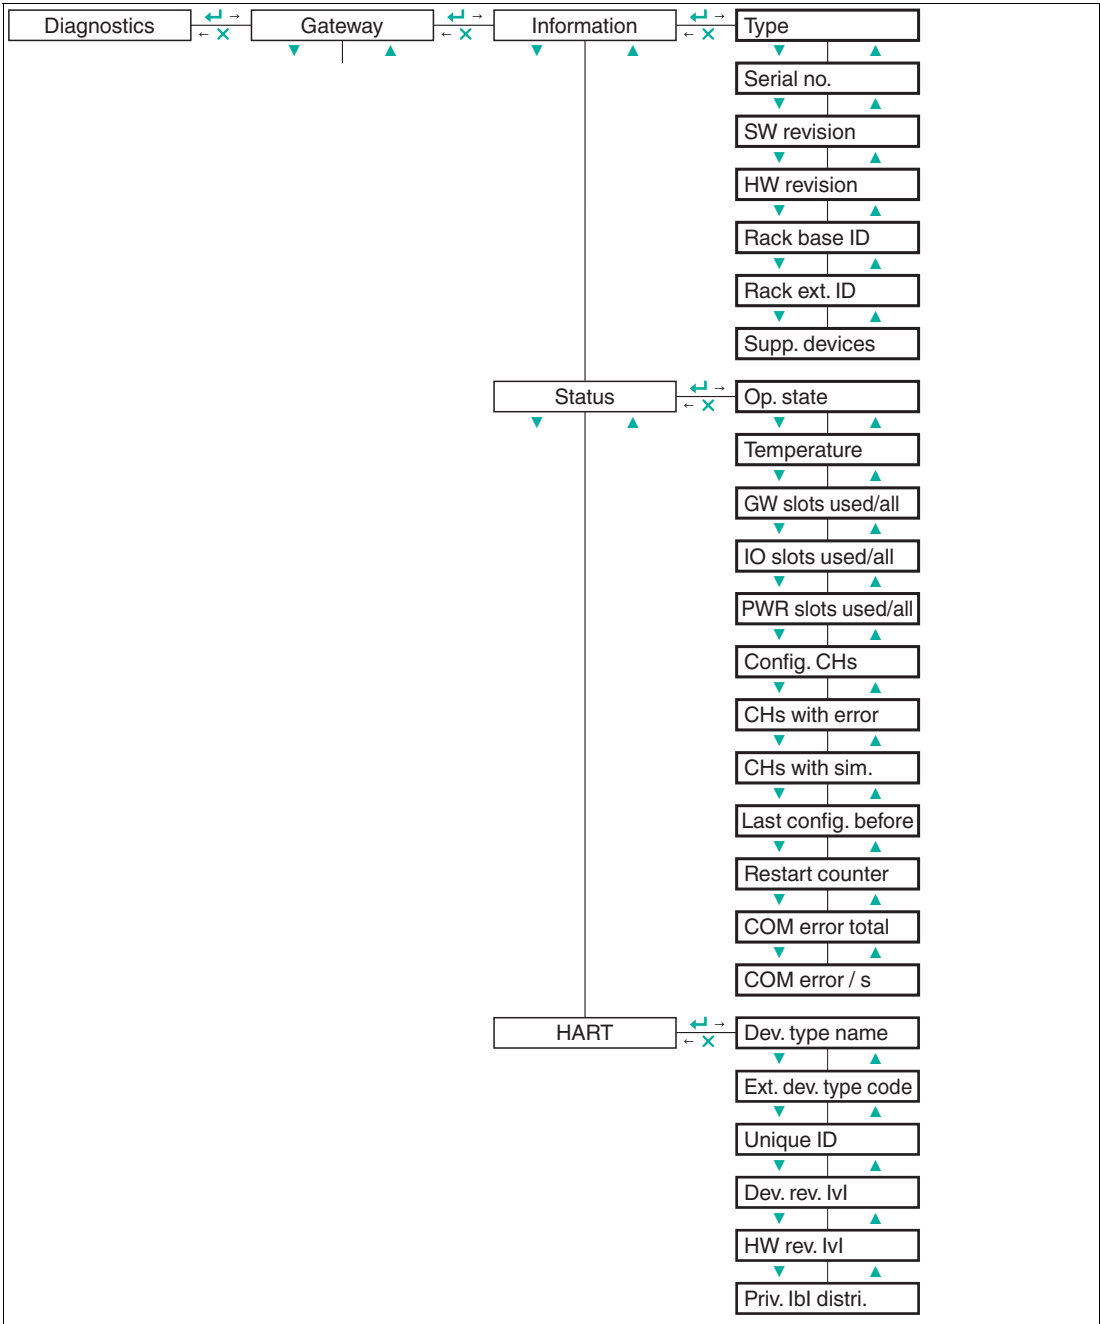 Diagnostics
Gateway
Information
Type
Serial no.
SW revision
HW revision
Rack base ID
Rack ext. ID
Supp. devices
Status
Op. state
Temperature
GW slots used/all
IO slots used/all
PWR slots used/all
Config. CHs
CHs with error
CHs with sim.
Last config. before
Restart counter
COM error total
COM error / s
HART
Dev. type name
Ext. dev. type code
Unique ID
Dev. rev. lvl
HW rev. lvl
Priv. lbl distri.